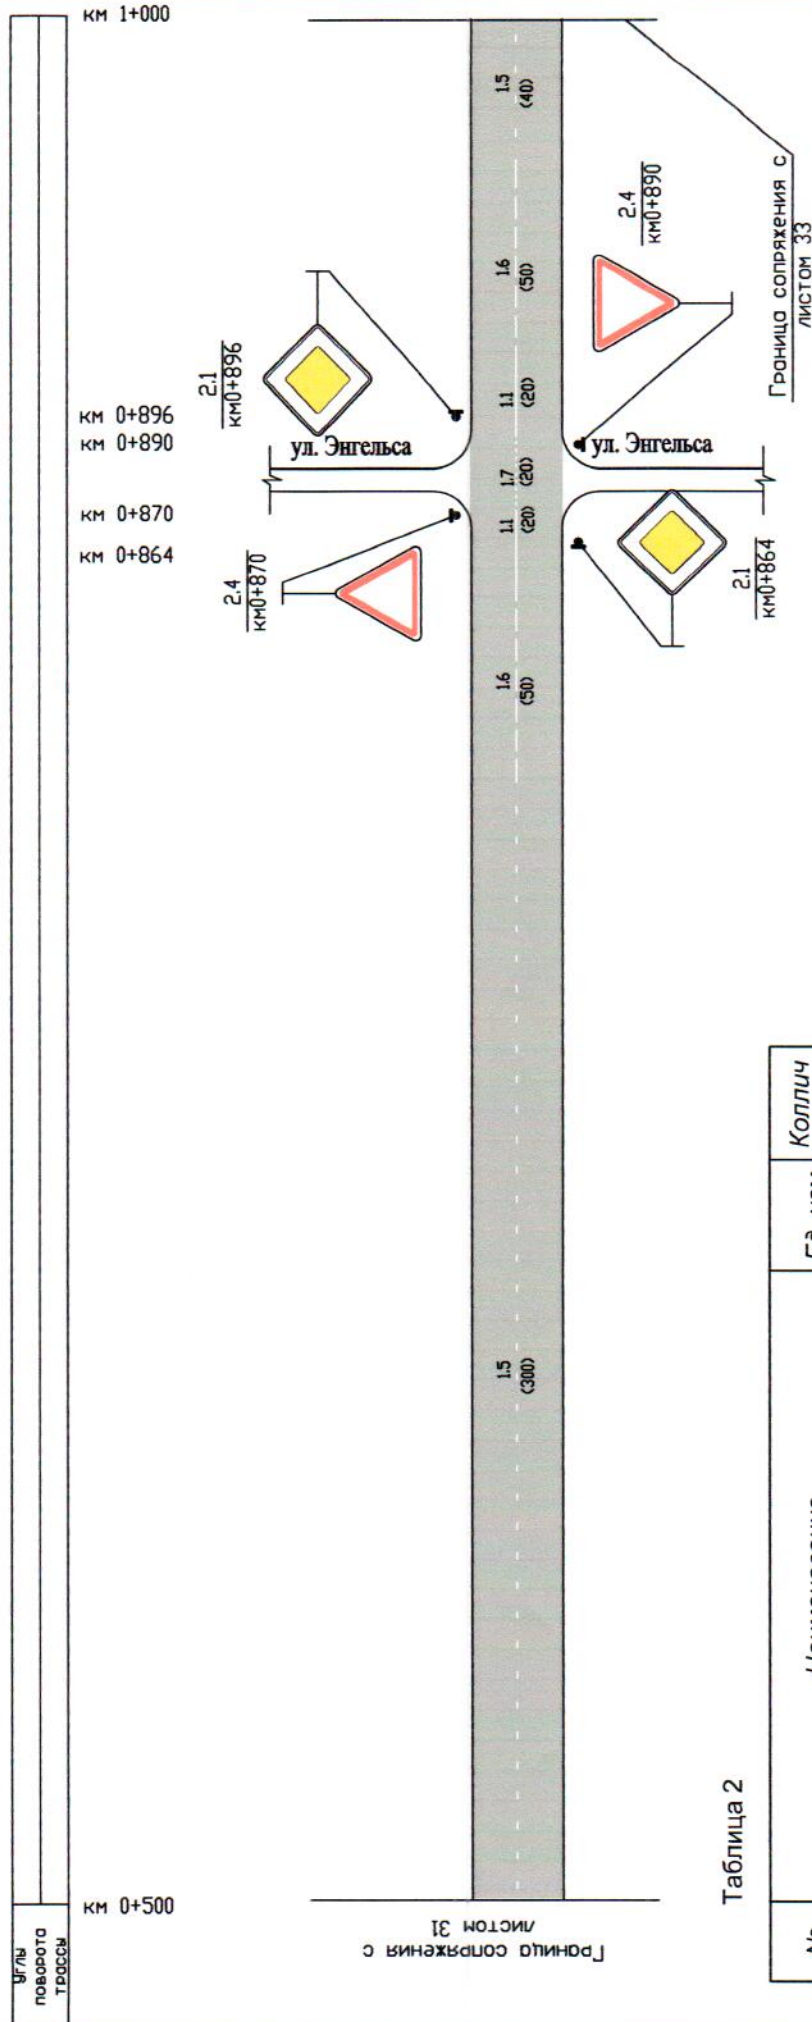 км 1+000
1.5
(40)
2.4
км0+890
Граница сопряжения с
листом 33
1.6
(50)
2.1
км0+896
1.1
(20)
км 0+896
км 0+890
ул. Энгельса
ул. Энгельса
1.7
(20)
км 0+870
1.1
(20)
км 0+864
2.4
км0+870
2.1
км0+864
1.6
(50)
1.5
(300)
Коллич
Таблица 2
км 0+500
Граница сопряжения с
листом 31
Углы
поворота
трассы